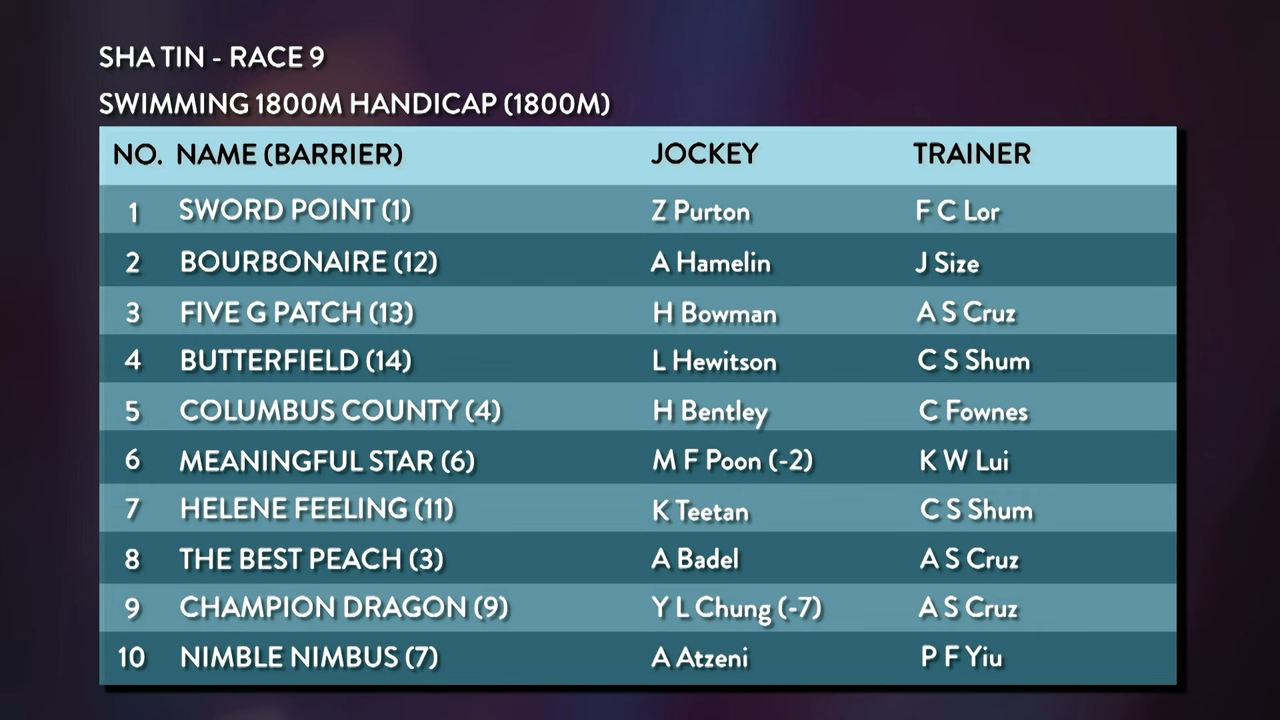 SHA TIN - RACE 9
SWIMMING 1800M HANDICAP (1800M)
NO. NAME (BARRIER) JOCKEY TRAINER
1 SWORD POINT (1) Z Purton F C Lor
2 BOURBONAIRE (12) A Hamelin J Size
3 FIVE G PATCH (13) H Bowman A S Cruz
4 BUTTERFIELD (14) L Hewitson C S Shum
5 COLUMBUS COUNTY (4) H Bentley C Fownes
6 MEANINGFUL STAR (6) M F Poon (-2) K W Lui
7 HELENE FEELING (11) K Teetan C S Shum
8 THE BEST PEACH (3) A Badel A S Cruz
9 CHAMPION DRAGON (9) Y L Chung (-7) A S Cruz
10 NIMBLE NIMBUS (7) A Atzeni P F Yiu